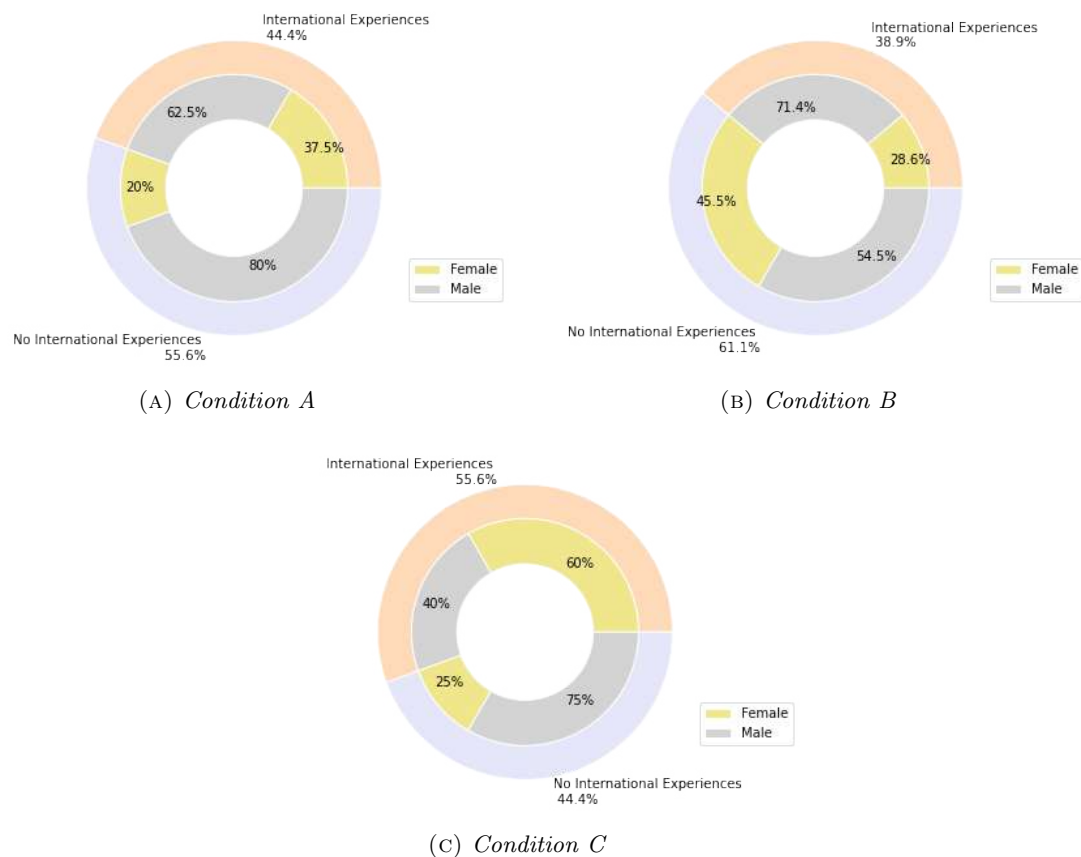 International Experiences
44.4%
62.5%
37.5%
20%
80%
Female
Male
No International Experiences
55.6%
(A) Condition A
International Experiences
38.9%
71.4%
28.6%
45.5%
54.5%
Female
Male
No International Experiences
61.1%
(B) Condition B
International Experiences
55.6%
60%
40%
25%
75%
Female
Male
No International Experiences
44.4%
(C) Condition C